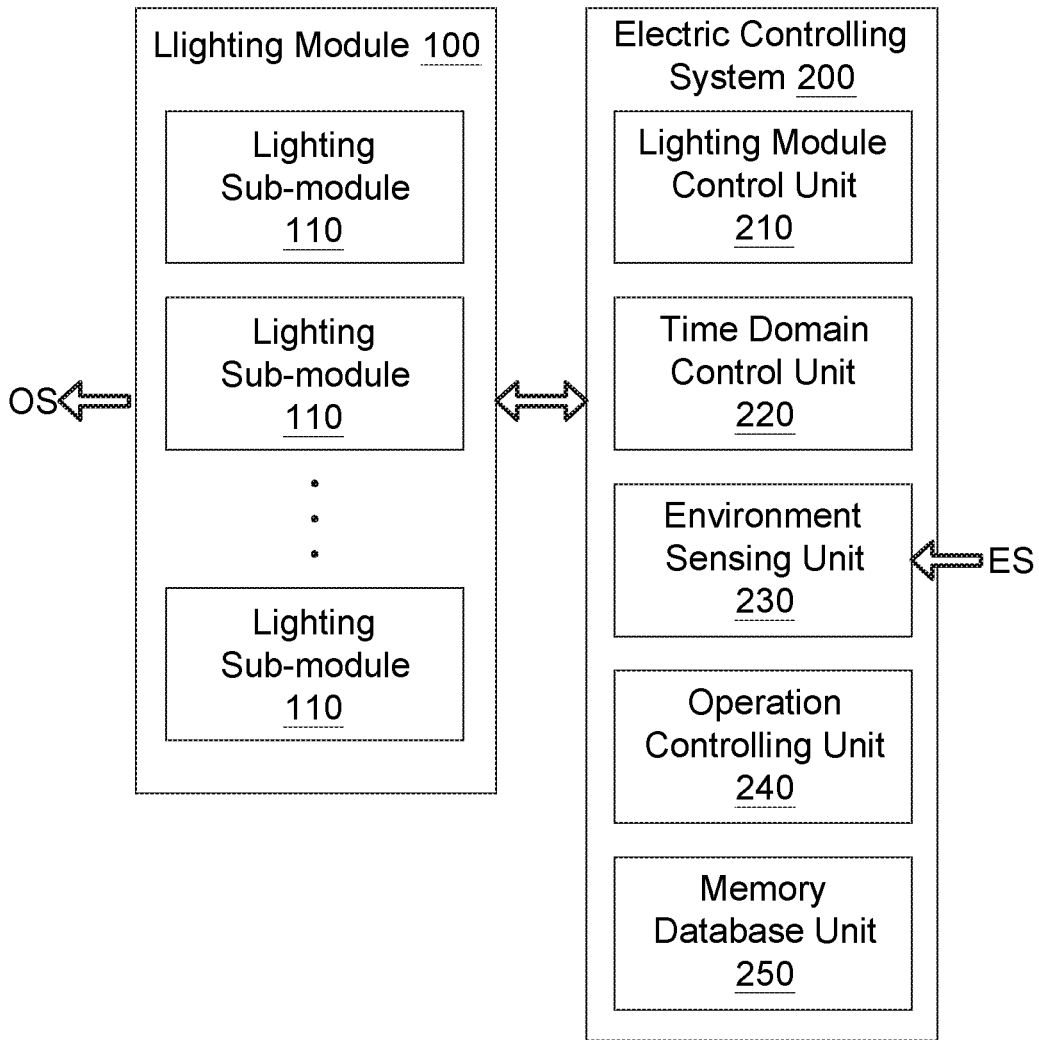 Llighting Module 100
Lighting
Sub-module
110
Lighting
Sub-module
110
Lighting
Sub-module
110
OS
Electric Controlling
System 200
Lighting Module
Control Unit
210
Time Domain
Control Unit
220
Environment
Sensing Unit
230
ES
Operation
Controlling Unit
240
Memory
Database Unit
250